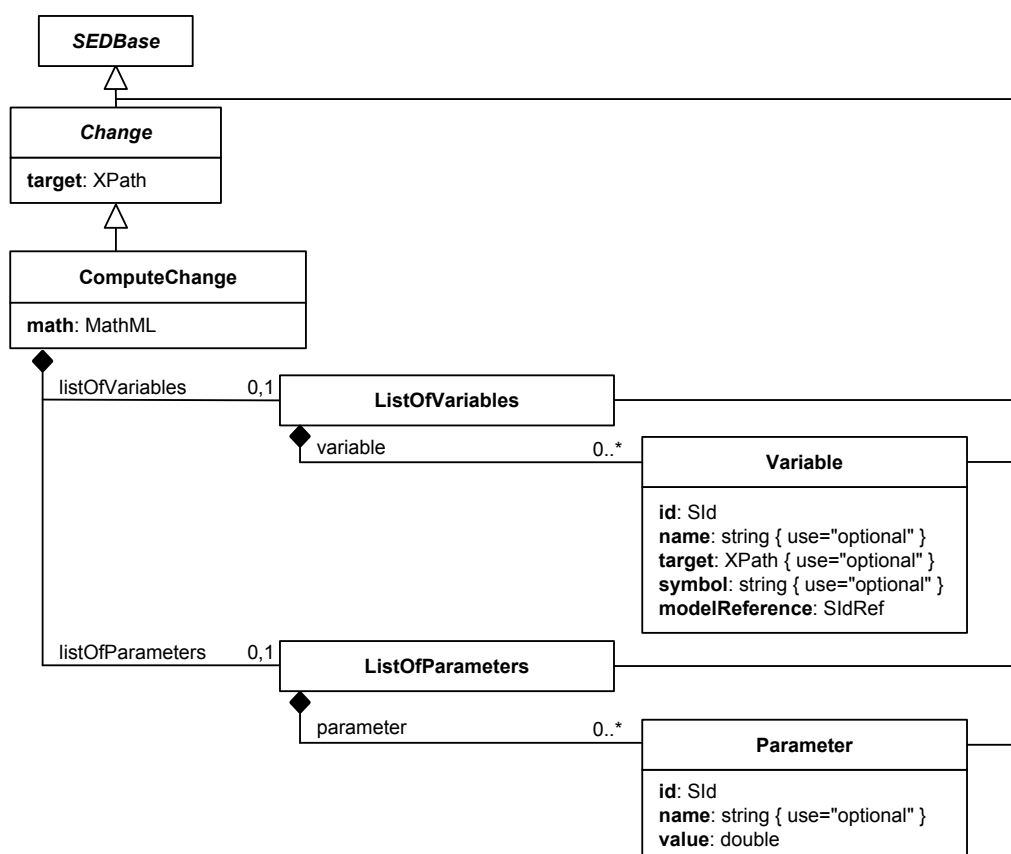 SEDBase
Change
target: XPath
ComputeChange
math: MathML
listOfVariables 0,1
ListOfVariables
variable 0..*
Variable
id: SId
name: string { use="optional" }
target: XPath { use="optional" }
symbol: string { use="optional" }
modelReference: SIdRef
listOfParameters 0,1
ListOfParameters
parameter 0..*
Parameter
id: SId
name: string { use="optional" }
value: double